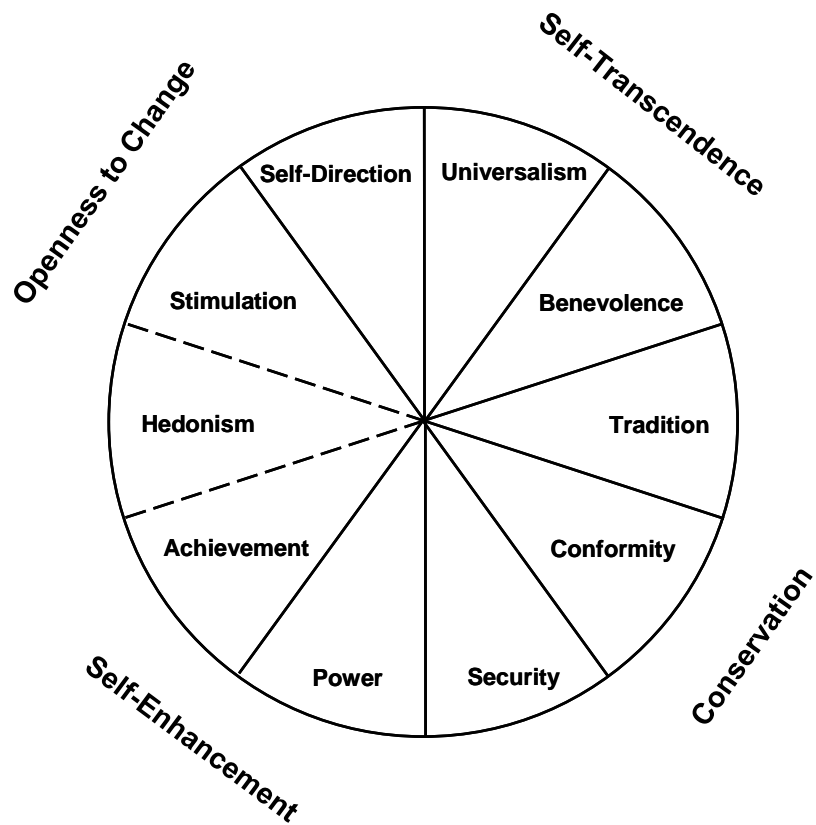 Self-Transcendence
Openness to Change
Self-Direction
Universalism
Stimulation
Benevolence
Hedonism
Tradition
Achievement
Conformity
Power
Security
Self-Enhancement
Conservation